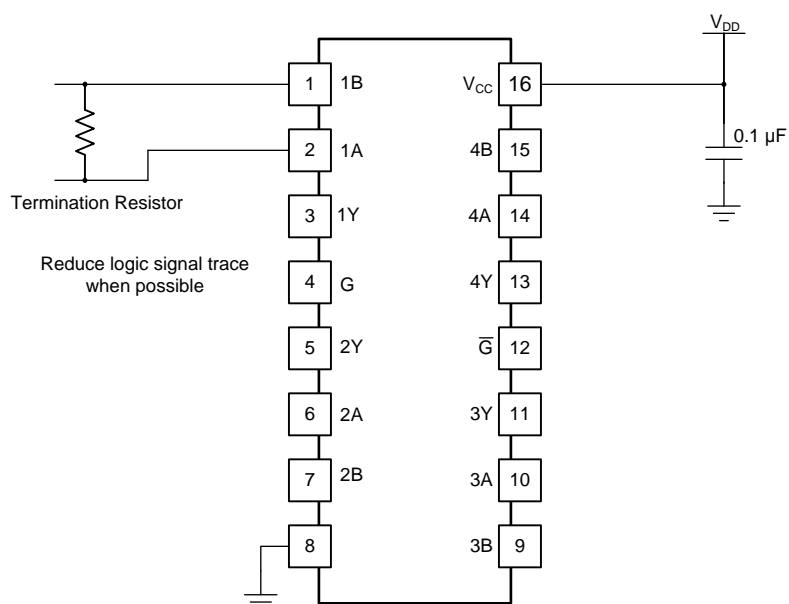 V_DD
1 1B
V_CC 16
0.1 µF
2 1A
4B 15
Termination Resistor
3 1Y
4A 14
Reduce logic signal trace
when possible
4 G
4Y 13
5 2Y
G̅ 12
6 2A
3Y 11
7 2B
3A 10
8
3B 9